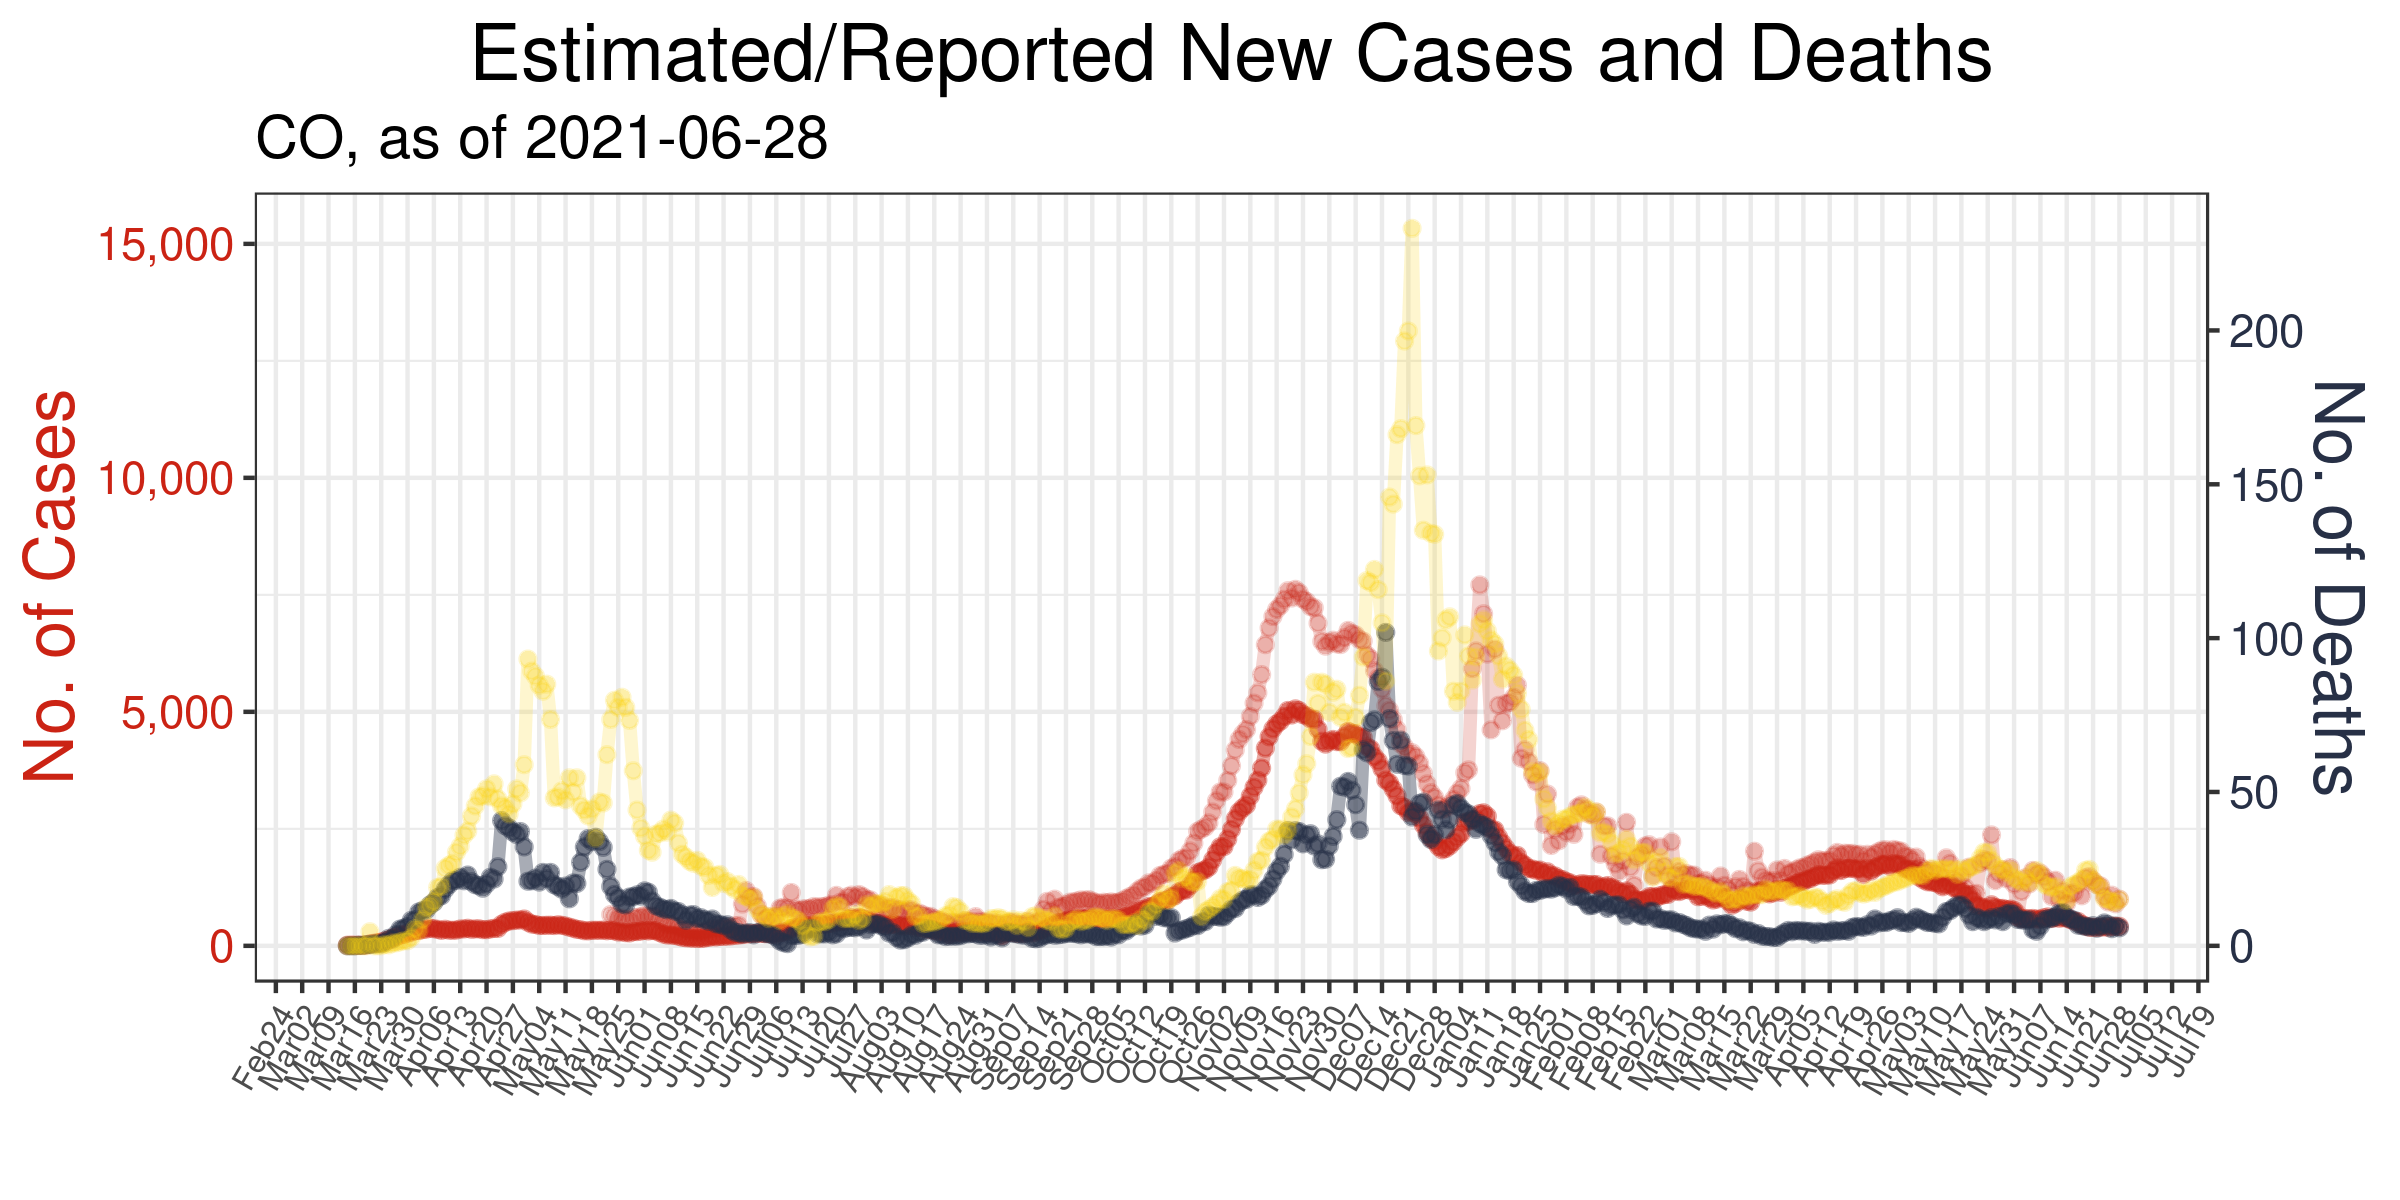 Estimated/Reported New Cases and Deaths
CO, as of 2021-06-28
No. of Cases
15,000
10,000
5,000
0
200
150
100
50
0
No. of Deaths
Feb24
Mar02
Mar09
Mar16
Mar23
Mar30
Apr06
Apr13
Apr20
Apr27
May04
May11
May18
May25
Jun01
Jun08
Jun15
Jun22
Jun29
Jul06
Jul13
Jul20
Jul27
Aug03
Aug10
Aug17
Aug24
Aug31
Sep07
Sep14
Sep21
Sep28
Oct05
Oct12
Oct19
Oct26
Nov02
Nov09
Nov16
Nov23
Nov30
Dec07
Dec14
Dec21
Dec28
Jan04
Jan11
Jan18
Jan25
Feb01
Feb08
Feb15
Feb22
Mar01
Mar08
Mar15
Mar22
Mar29
Apr05
Apr12
Apr19
Apr26
May03
May10
May17
May24
May31
Jun07
Jun14
Jun21
Jun28
Jul05
Jul12
Jul19